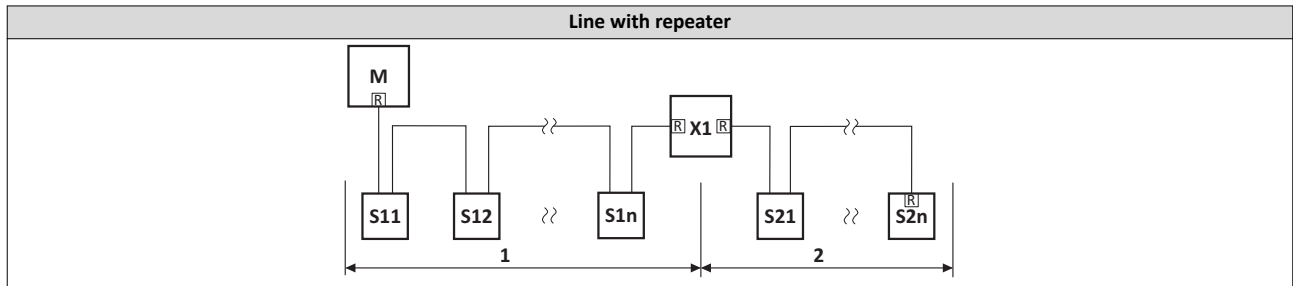 Line with repeater
M
R
R X1 R
S11 S12 S1n S21 S2n
R
1 2